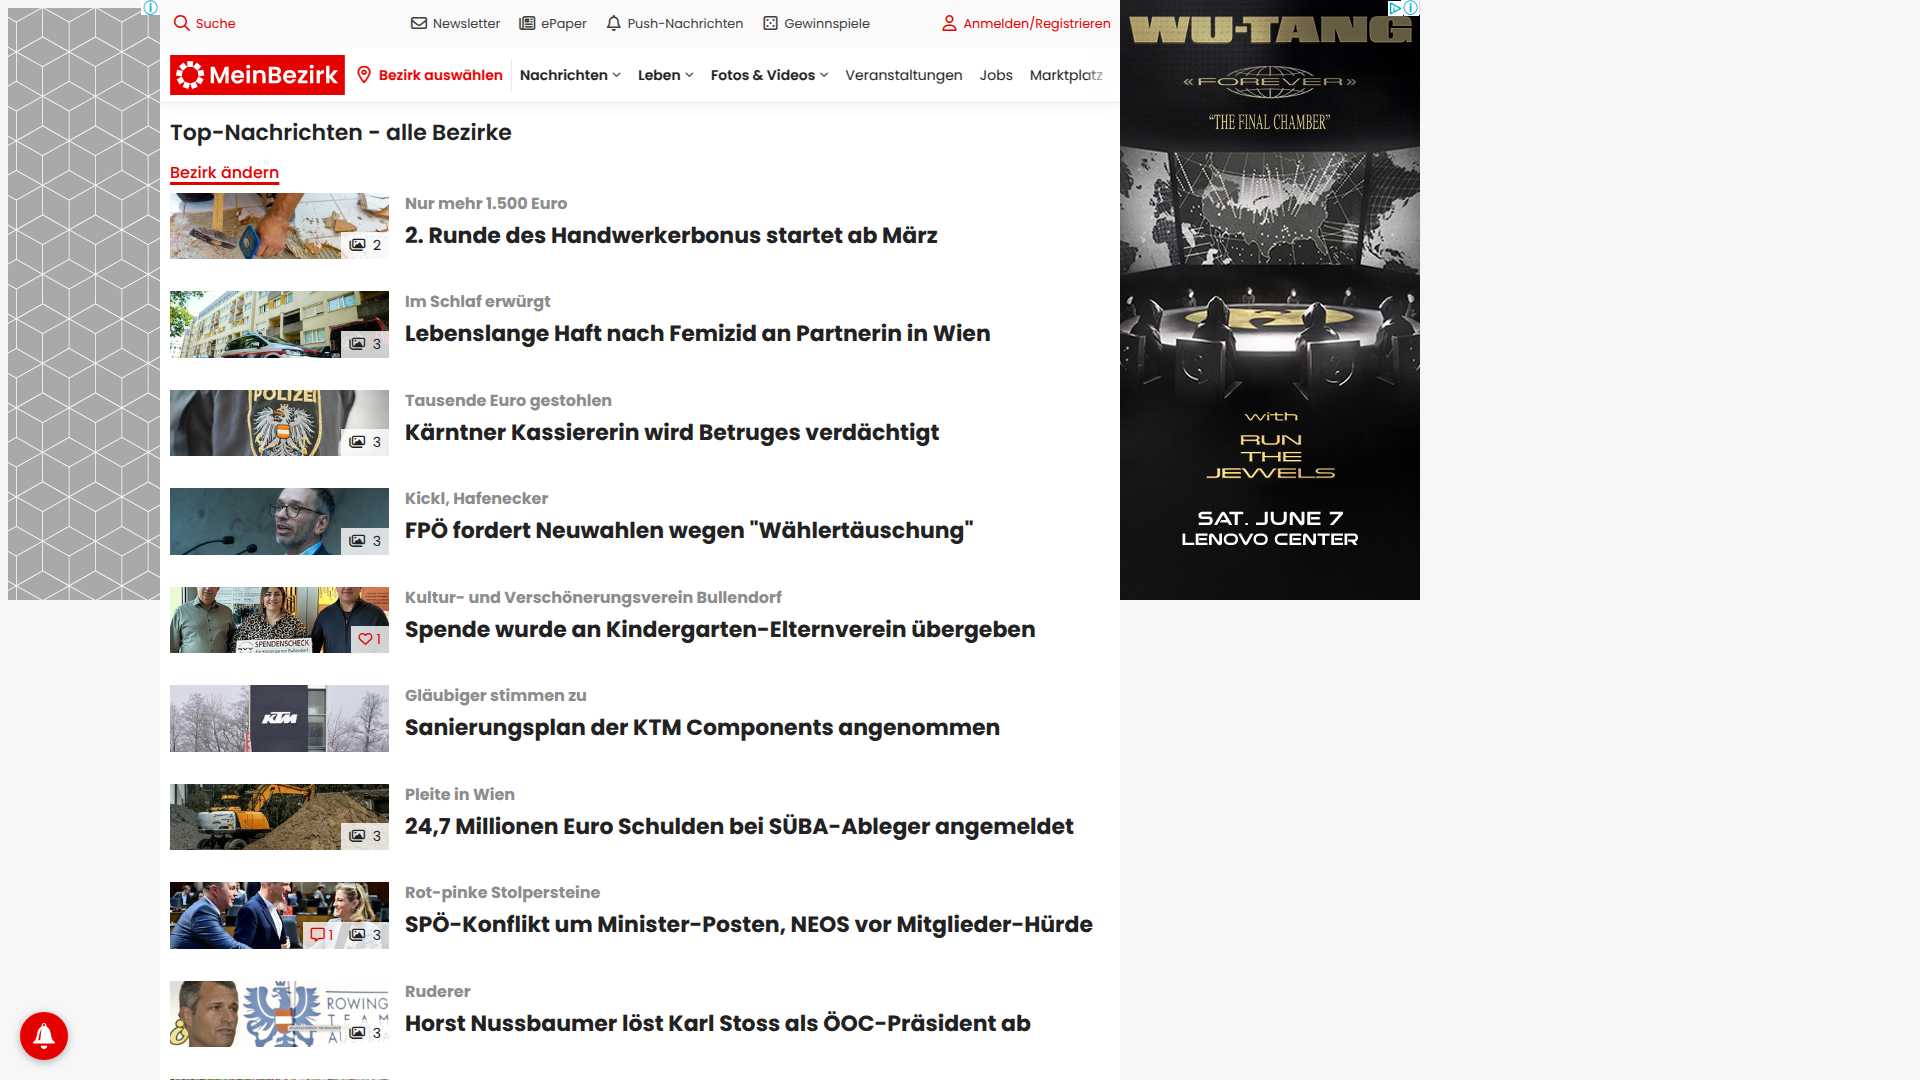 Suche
Newsletter
ePaper
Push-Nachrichten
Gewinnspiele
Anmelden/Registrieren
MeinBezirk
Bezirk auswählen
Nachrichten
Leben
Fotos & Videos
Veranstaltungen
Jobs
Marktplatz
Top-Nachrichten - alle Bezirke
Bezirk ändern
2
Nur mehr 1.500 Euro
2. Runde des Handwerkerbonus startet ab März
3
Im Schlaf erwürgt
Lebenslange Haft nach Femizid an Partnerin in Wien
POLIZEI
3
Tausende Euro gestohlen
Kärntner Kassiererin wird Betruges verdächtigt
3
Kickl, Hafenecker
FPÖ fordert Neuwahlen wegen "Wählertäuschung"
SPENDENSCHECK
1
Kultur- und Verschönerungsverein Bullendorf
Spende wurde an Kindergarten-Elternverein übergeben
KTM
Gläubiger stimmen zu
Sanierungsplan der KTM Components angenommen
3
Pleite in Wien
24,7 Millionen Euro Schulden bei SÜBA-Ableger angemeldet
1
3
Rot-pinke Stolpersteine
SPÖ-Konflikt um Minister-Posten, NEOS vor Mitglieder-Hürde
ROWING
TEAM
3
Ruderer
Horst Nussbaumer löst Karl Stoss als ÖOC-Präsident ab
WU-TANG
«FOREVER»
“THE FINAL CHAMBER”
with
RUN
THE
JEWELS
SAT. JUNE 7
LENOVO CENTER